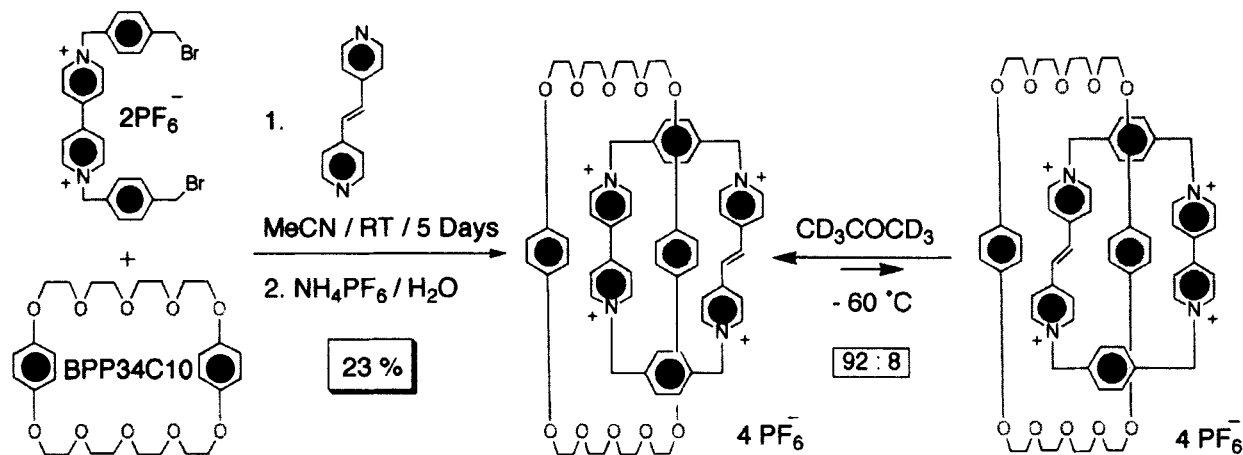 Br
+
N
2PF6−
N
+
Br
+
O O O O O
BPP34C10
O O O O O
1.
N
N
MeCN / RT / 5 Days
2. NH4PF6 / H2O
23 %
O O O O O
+
N
N
+
N
+
N
+
O O O O O
4 PF6−
CD3COCD3
- 60 °C
92 : 8
O O O O O
+
N
N
+
N
+
N
+
O O O O O
4 PF6−